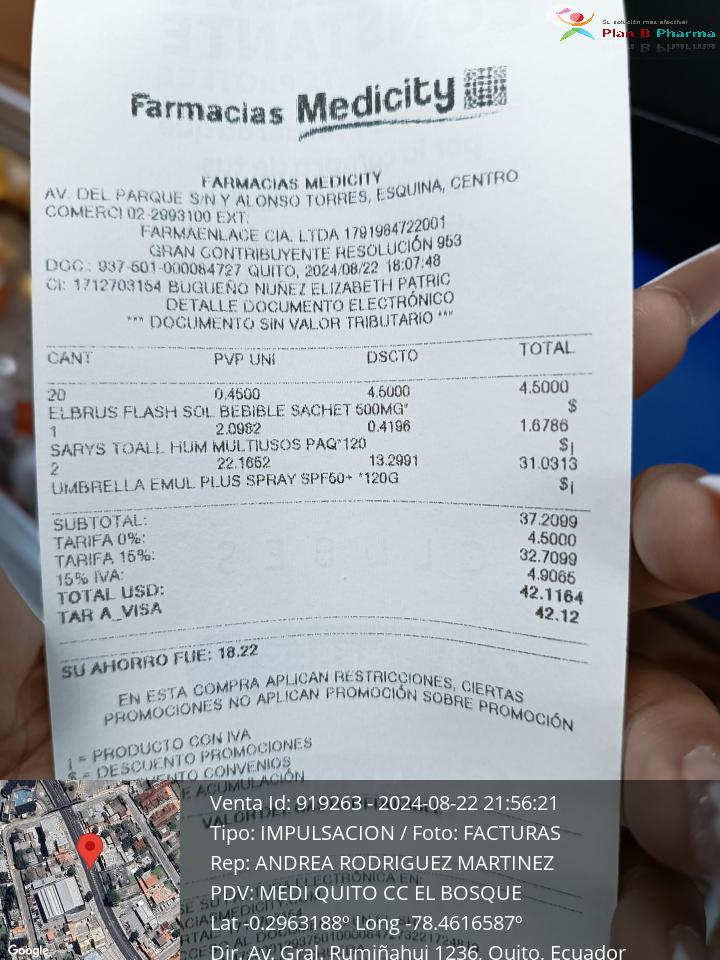 Su solución más efectiva!
Plan B Pharma
Farmacias Medicity
FARMACIAS MEDICITY
AV. DEL PARQUE S/N Y ALONSO TORRES, ESQUINA, CENTRO
COMERCI 02-2993100 EXT.
FARMAENLACE CIA. LTDA 1791984722001
GRAN CONTRIBUYENTE RESOLUCIÓN 953
DOC.: 937-501-000084727 QUITO, 2024/08/22 18:07:48
CI: 1712703154 BUGUEÑO NUÑEZ ELIZABETH PATRIC
DETALLE DOCUMENTO ELECTRÓNICO
*** DOCUMENTO SIN VALOR TRIBUTARIO ***
CANT PVP UNI DSCTO TOTAL
20 0.4500 4.5000 4.5000
ELBRUS FLASH SOL BEBIBLE SACHET 500MG* $
1 2.0982 0.4196 1.6786
SARYS TOALL HUM MULTIUSOS PAQ*120 $¡
2 22.1652 13.2991 31.0313
UMBRELLA EMUL PLUS SPRAY SPF50+ *120G $¡
SUBTOTAL: 37.2099
TARIFA 0%: 4.5000
TARIFA 15%: 32.7099
15% IVA: 4.9065
TOTAL USD: 42.1164
TAR A_VISA 42.12
SU AHORRO FUE: 18.22
EN ESTA COMPRA APLICAN RESTRICCIONES, CIERTAS
PROMOCIONES NO APLICAN PROMOCIÓN SOBRE PROMOCIÓN
¡ = PRODUCTO CON IVA
$ = DESCUENTO PROMOCIONES
CONVENIOS
ACUMULACIÓN
Venta Id: 919263 - 2024-08-22 21:56:21
Tipo: IMPULSACION / Foto: FACTURAS
Rep: ANDREA RODRIGUEZ MARTINEZ
PDV: MEDI QUITO CC EL BOSQUE
Lat -0.2963188º Long -78.4616587º
Dir. Av. Gral. Rumiñahui 1236, Quito, Ecuador
Google